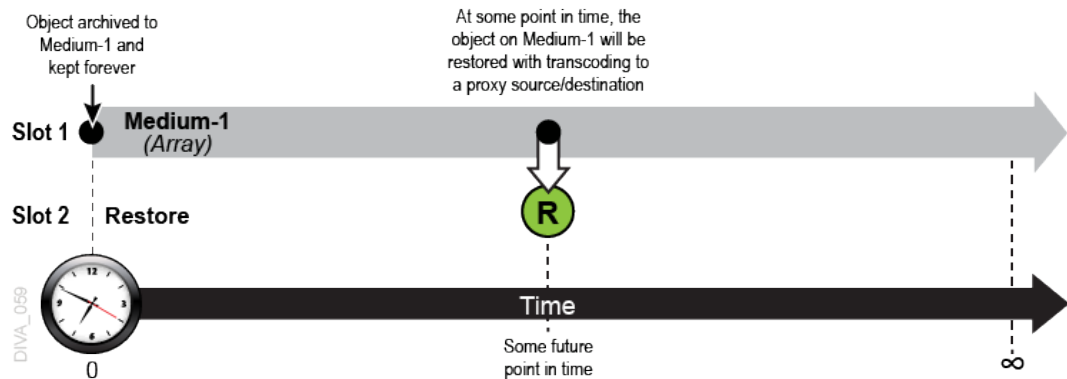 Object archived to
Medium-1 and
kept forever
At some point in time, the
object on Medium-1 will be
restored with transcoding to
a proxy source/destination
Slot 1
Medium-1
(Array)
Slot 2
Restore
R
12
3
6
9
Time
DIVA_059
0
Some future
point in time
∞